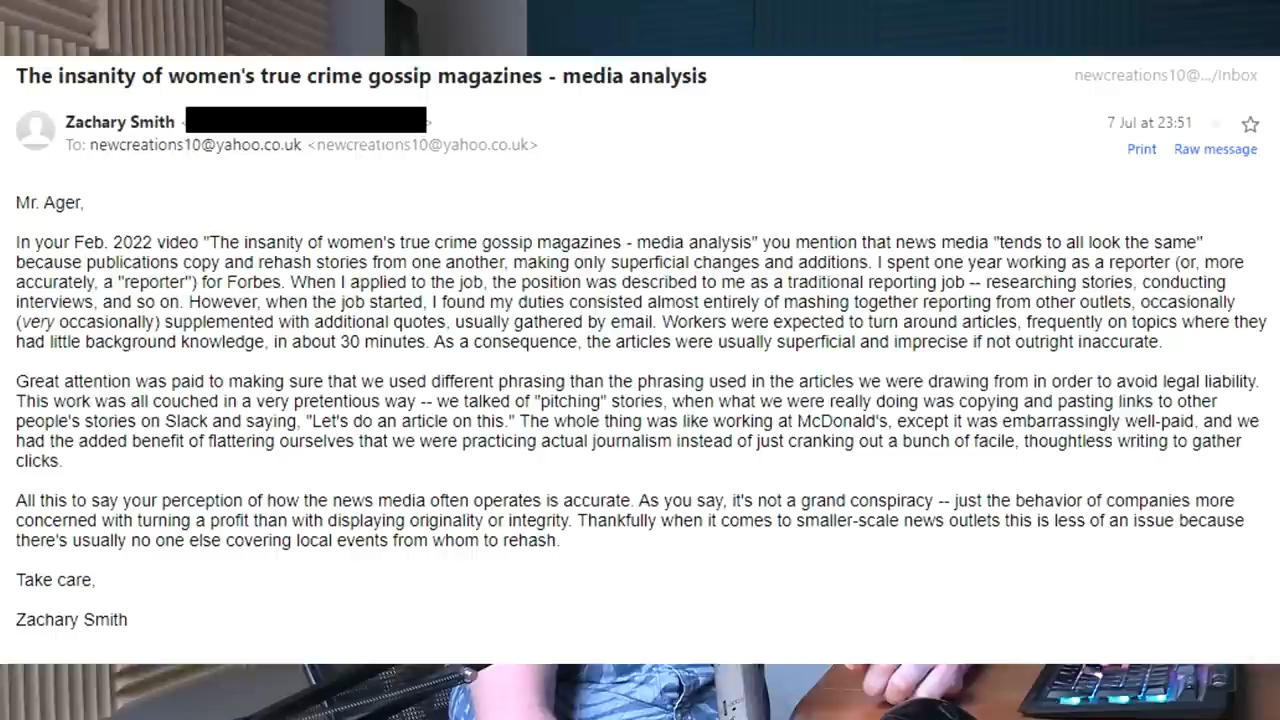 The insanity of women's true crime gossip magazines - media analysis
newcreations10@.../Inbox
Zachary Smith
7 Jul at 23:51
To: newcreations10@yahoo.co.uk <newcreations10@yahoo.co.uk>
Print Raw message
Mr. Ager,
In your Feb. 2022 video "The insanity of women's true crime gossip magazines - media analysis" you mention that news media "tends to all look the same"
because publications copy and rehash stories from one another, making only superficial changes and additions. I spent one year working as a reporter (or, more
accurately, a "reporter") for Forbes. When I applied to the job, the position was described to me as a traditional reporting job -- researching stories, conducting
interviews, and so on. However, when the job started, I found my duties consisted almost entirely of mashing together reporting from other outlets, occasionally
(very occasionally) supplemented with additional quotes, usually gathered by email. Workers were expected to turn around articles, frequently on topics where they
had little background knowledge, in about 30 minutes. As a consequence, the articles were usually superficial and imprecise if not outright inaccurate.
Great attention was paid to making sure that we used different phrasing than the phrasing used in the articles we were drawing from in order to avoid legal liability.
This work was all couched in a very pretentious way -- we talked of "pitching" stories, when what we were really doing was copying and pasting links to other
people's stories on Slack and saying, "Let's do an article on this." The whole thing was like working at McDonald's, except it was embarrassingly well-paid, and we
had the added benefit of flattering ourselves that we were practicing actual journalism instead of just cranking out a bunch of facile, thoughtless writing to gather
clicks.
All this to say your perception of how the news media often operates is accurate. As you say, it's not a grand conspiracy -- just the behavior of companies more
concerned with turning a profit than with displaying originality or integrity. Thankfully when it comes to smaller-scale news outlets this is less of an issue because
there's usually no one else covering local events from whom to rehash.
Take care,
Zachary Smith